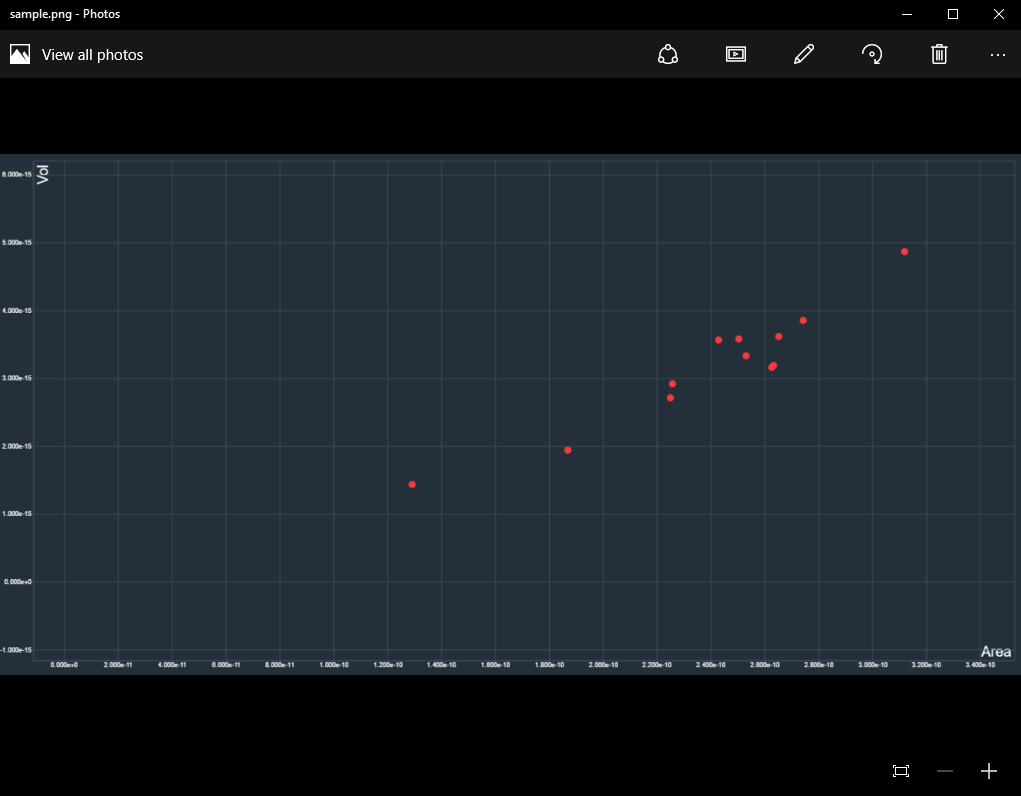 sample.png - Photos
View all photos
Vol
6.000e-15
5.000e-15
4.000e-15
3.000e-15
2.000e-15
1.000e-15
0.000e+0
-1.000e-15
Area
0.000e+0 2.000e-11 4.000e-11 6.000e-11 8.000e-11 1.000e-10 1.200e-10 1.400e-10 1.600e-10 1.800e-10 2.000e-10 2.200e-10 2.400e-10 2.600e-10 2.800e-10 3.000e-10 3.200e-10 3.400e-10